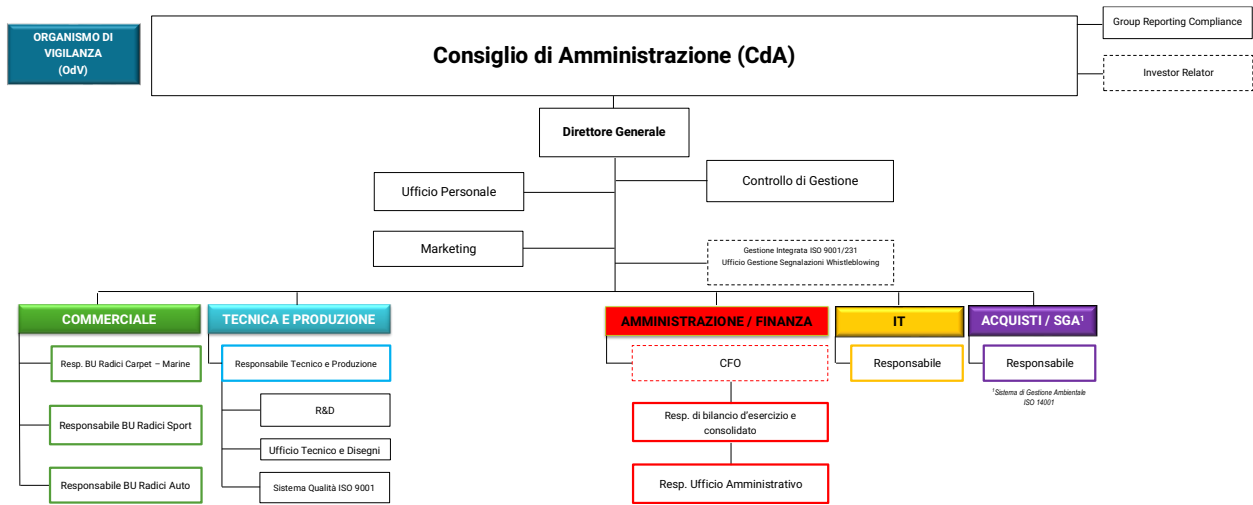 ORGANISMO DI
VIGILANZA
(OdV)
Consiglio di Amministrazione (CdA)
Group Reporting Compliance
Investor Relator
Direttore Generale
Ufficio Personale
Controllo di Gestione
Marketing
Gestione Integrata ISO 9001/231
Ufficio Gestione Segnalazioni Whistleblowing
COMMERCIALE
TECNICA E PRODUZIONE
AMMINISTRAZIONE / FINANZA
IT
ACQUISTI / SGA¹
Resp. BU Radici Carpet – Marine
Responsabile Tecnico e Produzione
CFO
Responsabile
Responsabile
¹Sistema di Gestione Ambientale
ISO 14001
R&D
Resp. di bilancio d'esercizio e
consolidato
Responsabile BU Radici Sport
Ufficio Tecnico e Disegni
Responsabile BU Radici Auto
Sistema Qualità ISO 9001
Resp. Ufficio Amministrativo